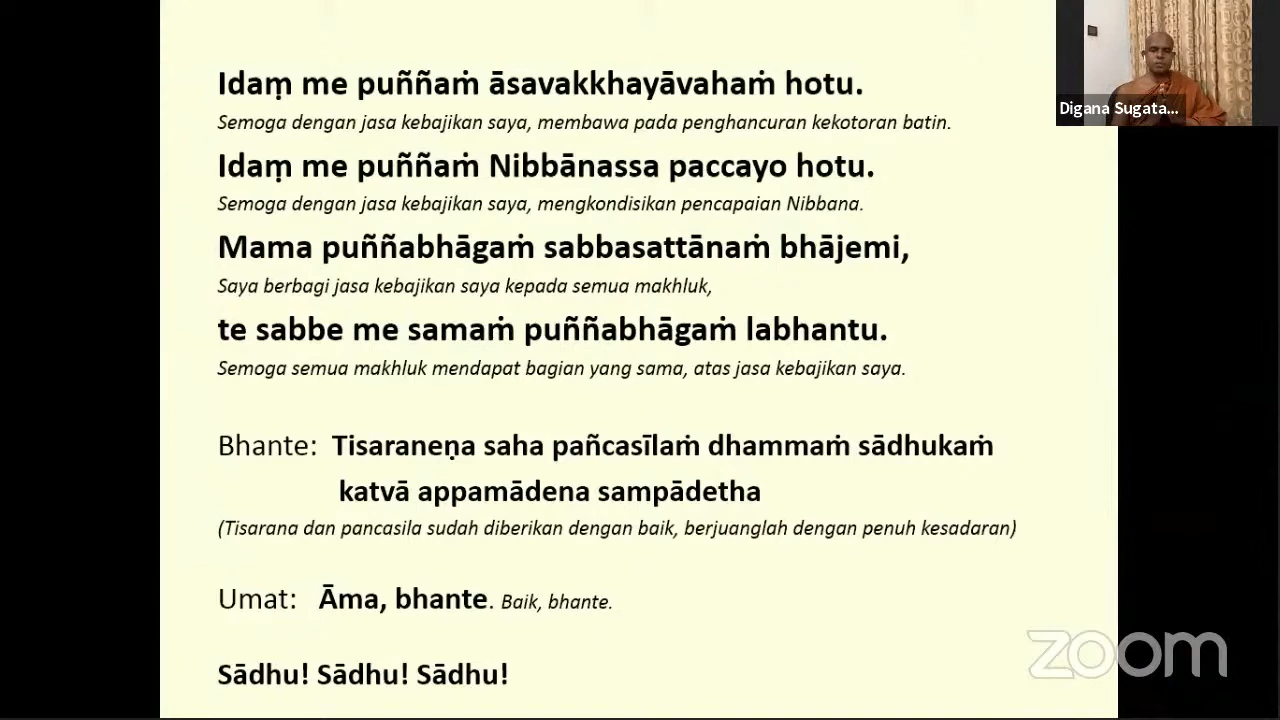 Idaṃ me puññaṁ āsavakkhayāvahaṁ hotu.
Semoga dengan jasa kebajikan saya, membawa pada penghancuran kekotoran batin.
Idaṃ me puññaṁ Nibbānassa paccayo hotu.
Semoga dengan jasa kebajikan saya, mengkondisikan pencapaian Nibbana.
Mama puññabhāgaṁ sabbasattānaṁ bhājemi,
Saya berbagi jasa kebajikan saya kepada semua makhluk,
te sabbe me samaṁ puññabhāgaṁ labhantu.
Semoga semua makhluk mendapat bagian yang sama, atas jasa kebajikan saya.
Bhante: Tisaraneṇa saha pañcasīlaṁ dhammaṁ sādhukaṁ
katvā appamādena sampādetha
(Tisarana dan pancasila sudah diberikan dengan baik, berjuanglah dengan penuh kesadaran)
Umat: Āma, bhante. Baik, bhante.
Sādhu! Sādhu! Sādhu!
Digana Sugata...
zoom